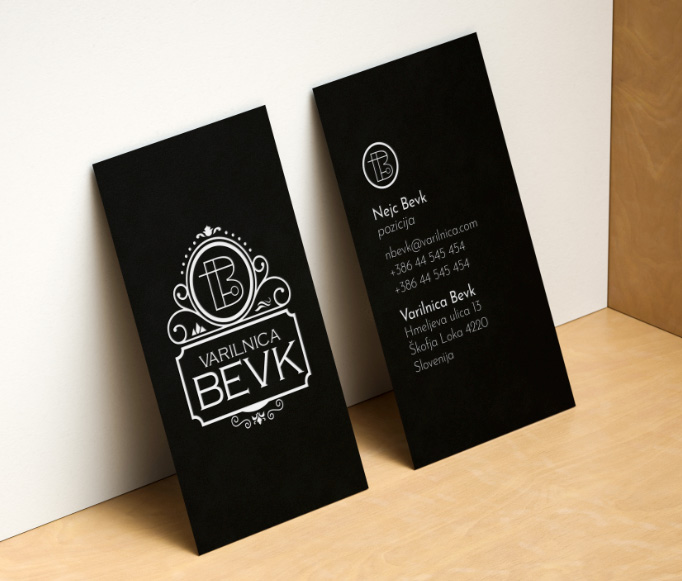 B
VARILNICA
BEVK
B
Nejc Bevk
pozicija
nbevk@varilnica.com
+386 44 545 454
+386 44 545 454
Varilnica Bevk
Hmeljeva ulica 13
Škofja Loka 4220
Slovenija